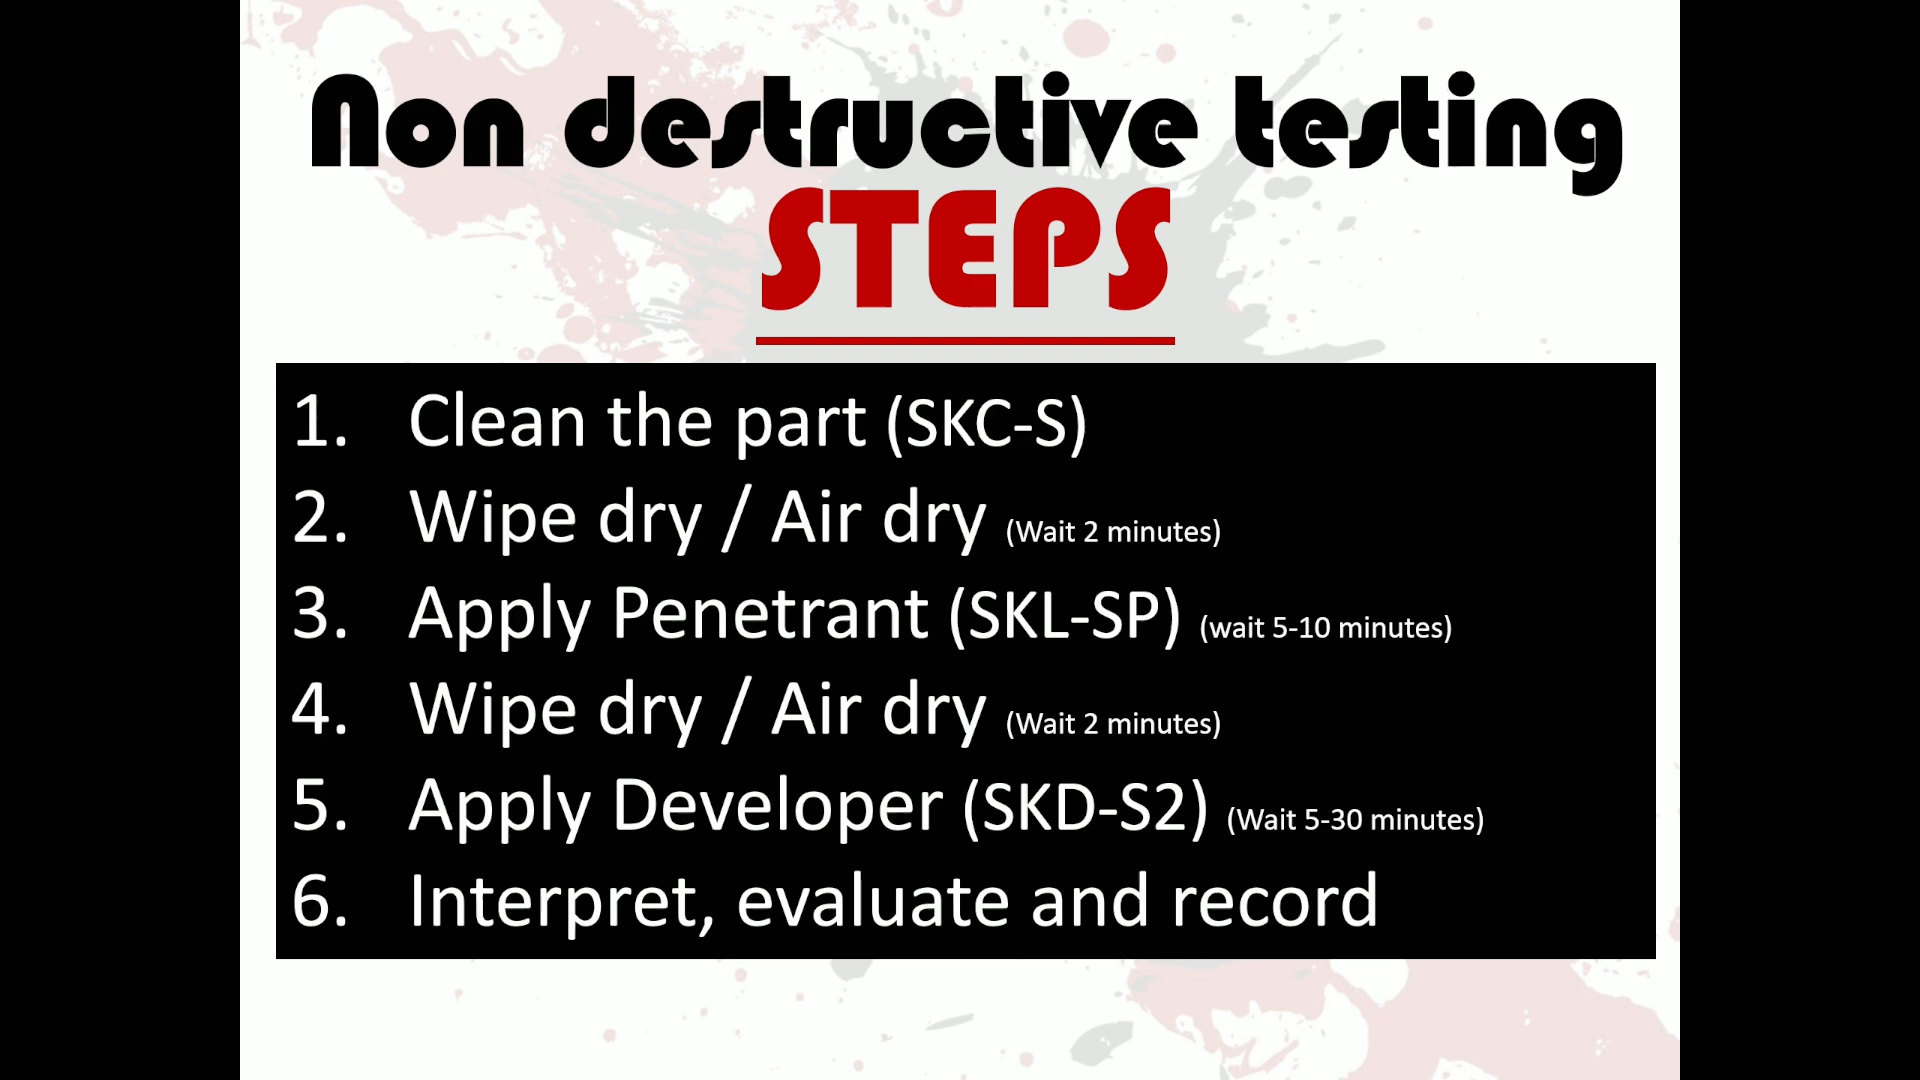 Non destructive testing
STEPS
1. Clean the part (SKC-S)
2. Wipe dry / Air dry (Wait 2 minutes)
3. Apply Penetrant (SKL-SP) (wait 5-10 minutes)
4. Wipe dry / Air dry (Wait 2 minutes)
5. Apply Developer (SKD-S2) (Wait 5-30 minutes)
6. Interpret, evaluate and record